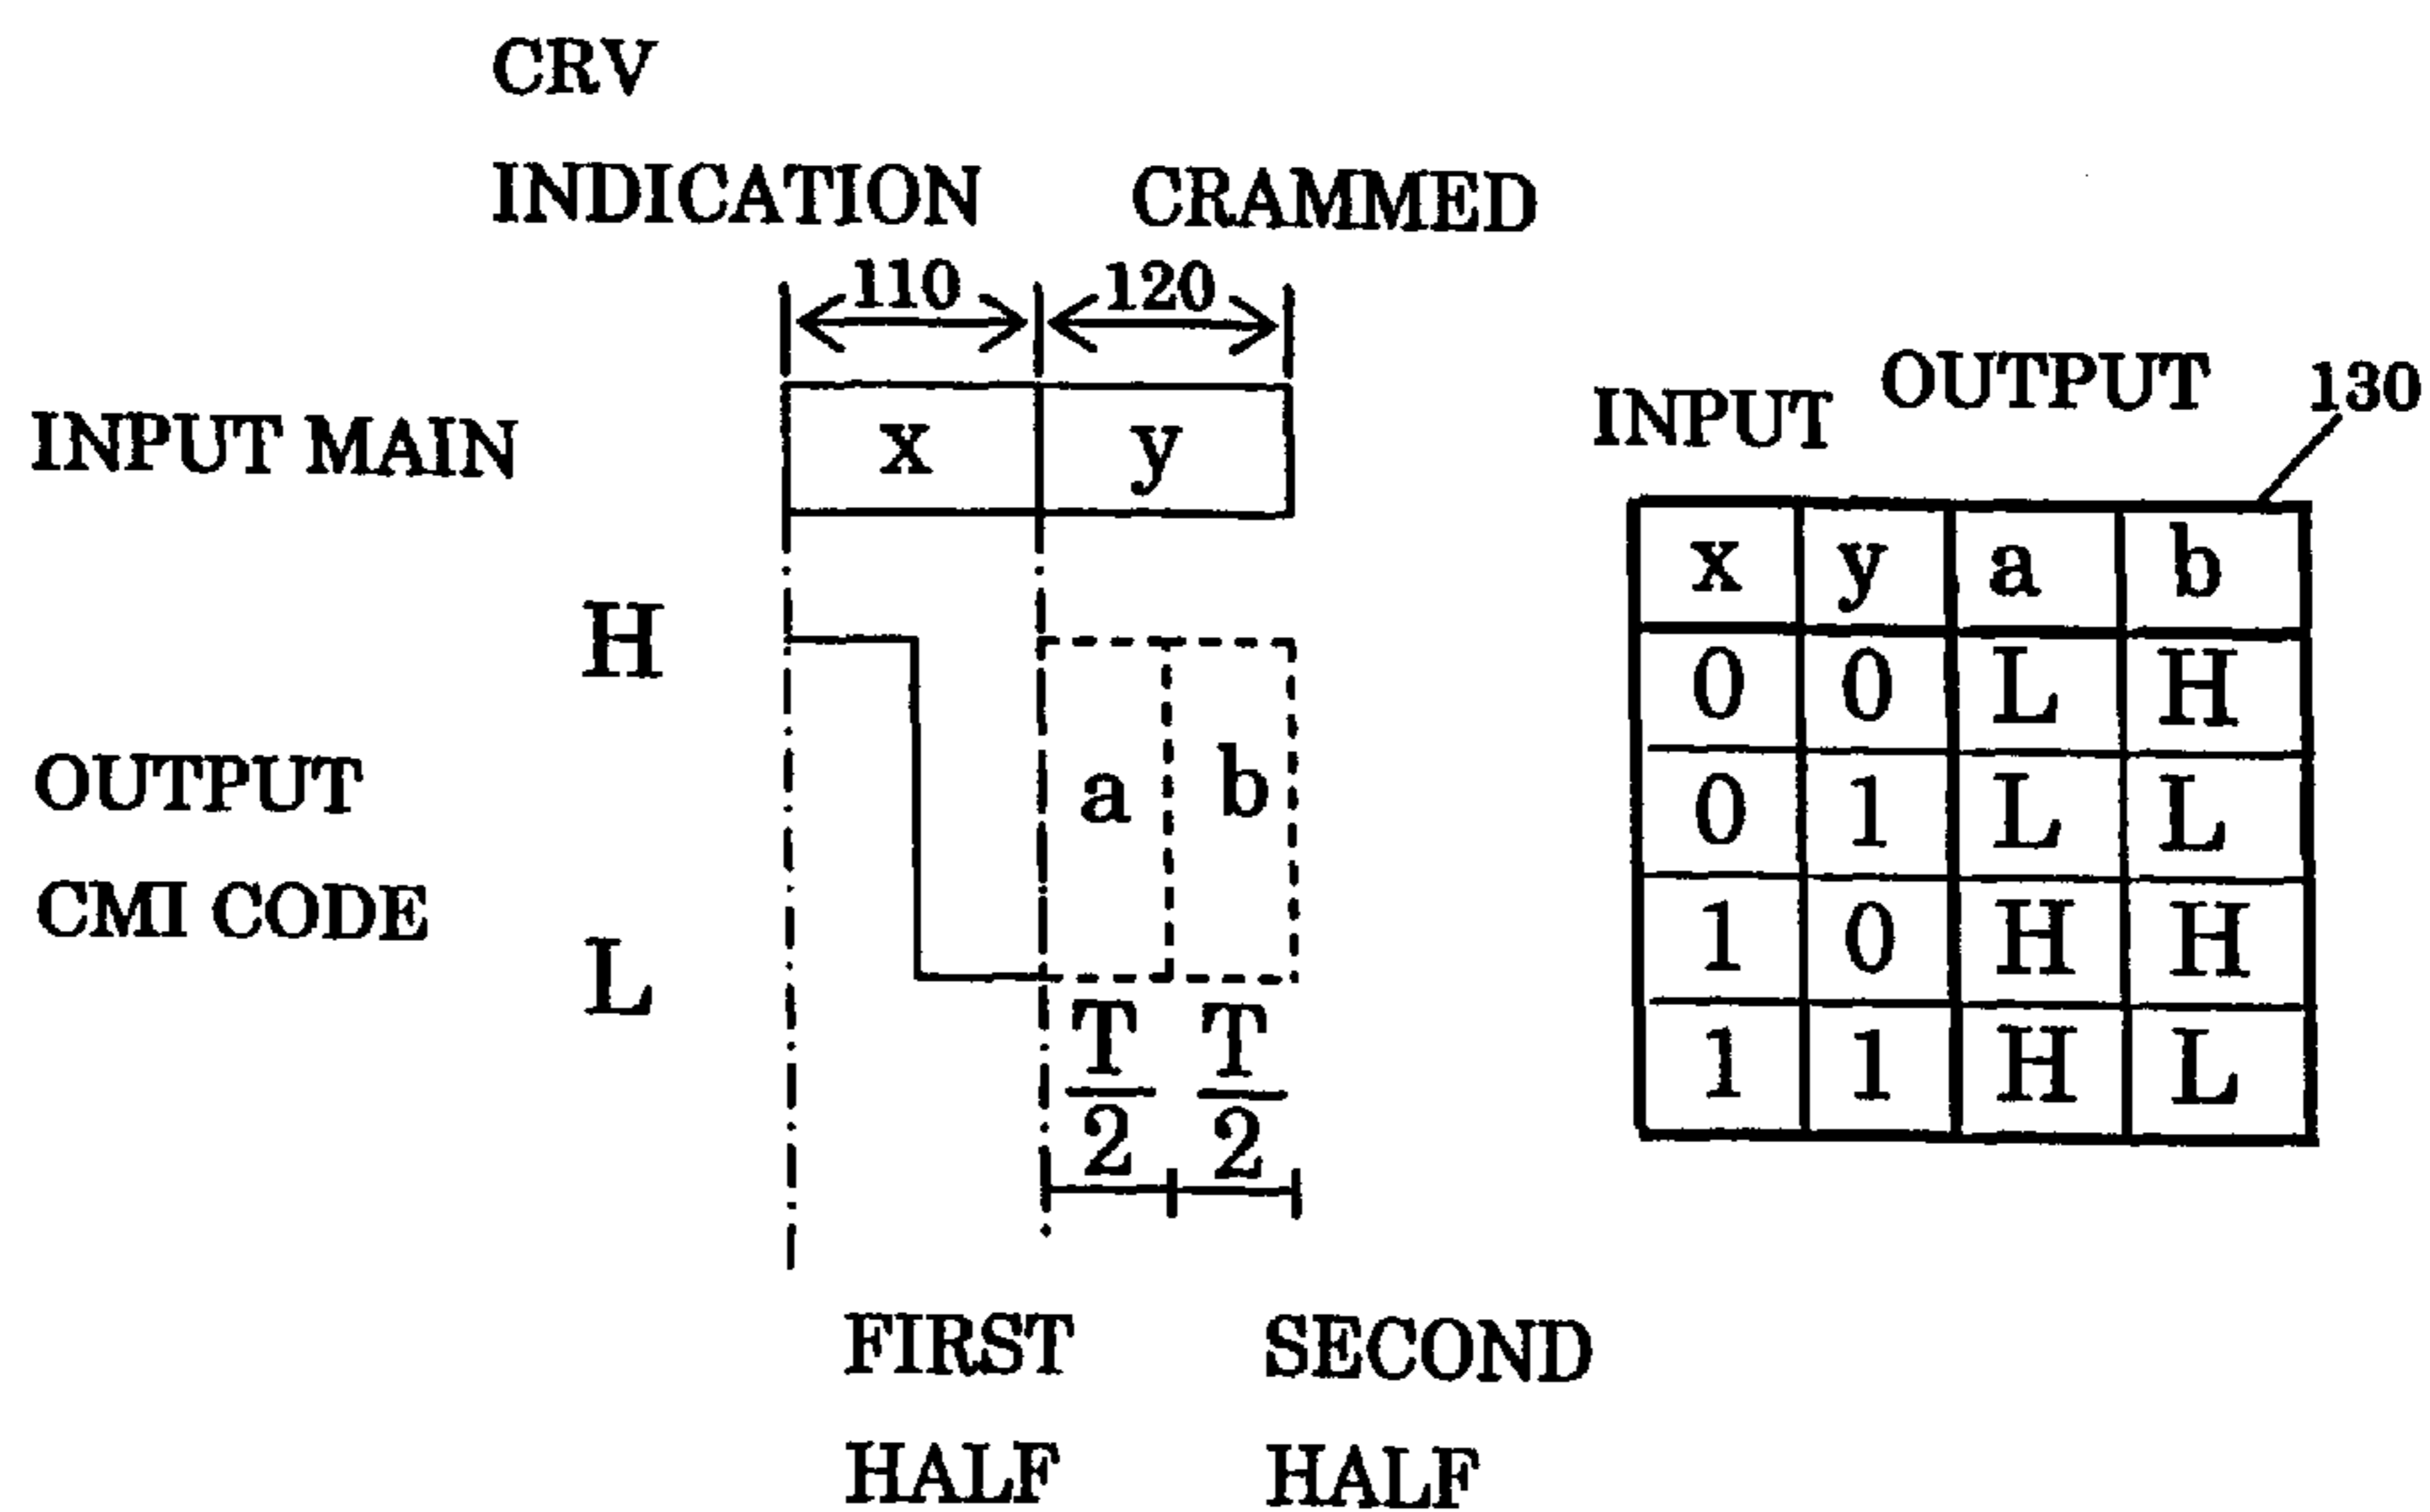 CRV
INDICATION CRAMMED
110 120
INPUT MAIN x y
H
OUTPUT
CMI CODE
L
a b
T/2 T/2
FIRST SECOND
HALF HALF
INPUT OUTPUT 130
x y a b
0 0 L H
0 1 L L
1 0 H H
1 1 H L